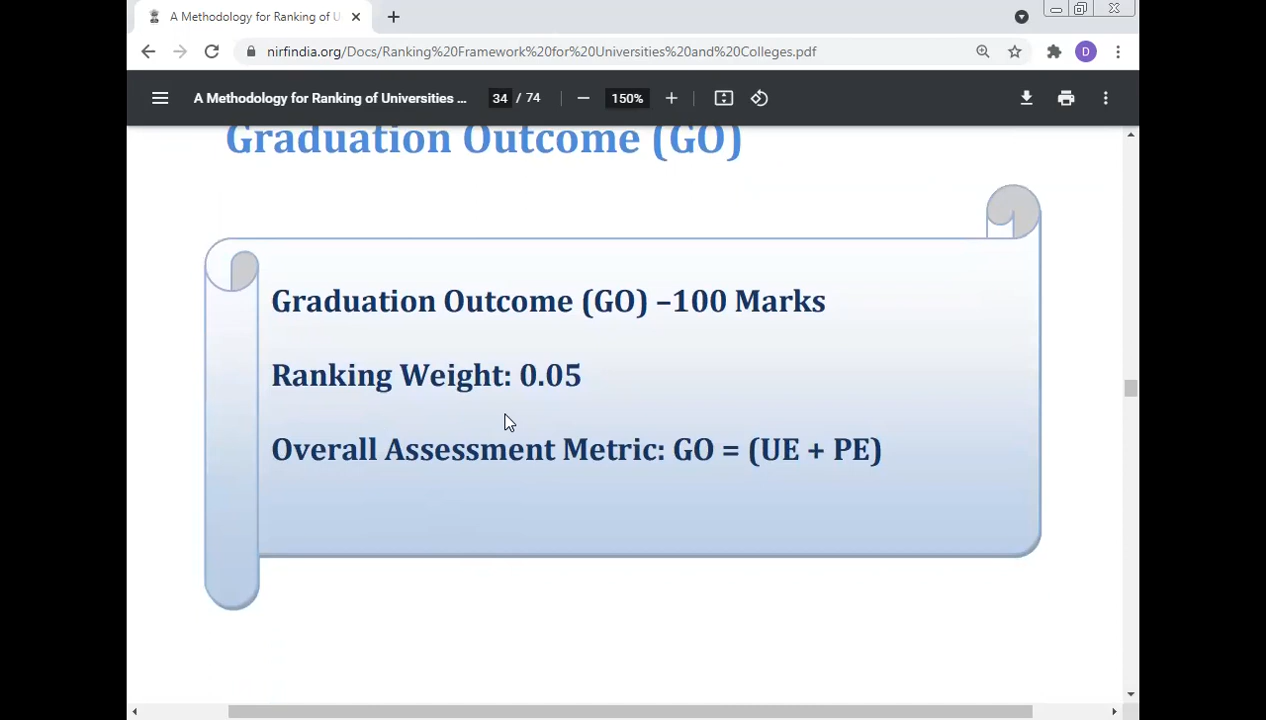 A Methodology for Ranking of U
nirfindia.org/Docs/Ranking%20Framework%20for%20Universities%20and%20Colleges.pdf
D
A Methodology for Ranking of Universities ...
34 / 74
150%
Graduation Outcome (GO)
Graduation Outcome (GO) –100 Marks
Ranking Weight: 0.05
Overall Assessment Metric: GO = (UE + PE)